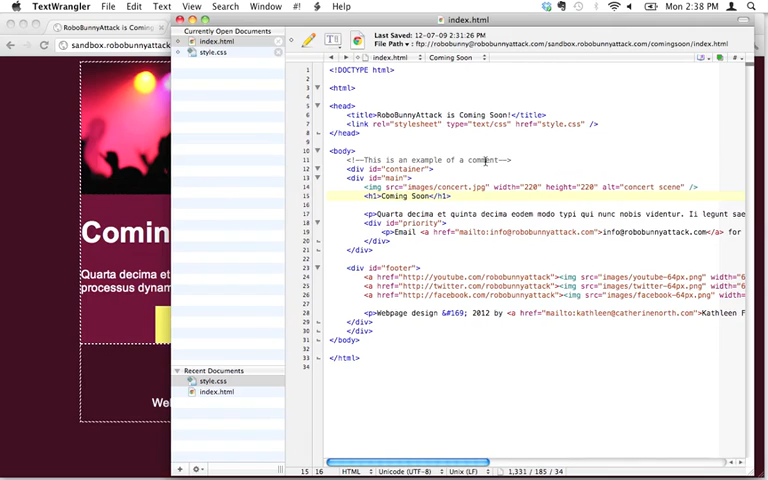 TextWrangler File Edit Text View Search Window #! Help Mon 2:38 PM
RoboBunnyAttack is Coming
sandbox.robobunnyattack
Comin
Quarta decima et
processus dynam
We
index.html
Currently Open Documents
index.html
style.css
Recent Documents
style.css
index.html
Last Saved: 12-07-09 2:31:26 PM
File Path ▾: ftp://robobunny@robobunnyattack.com/sandbox.robobunnyattack.com/comingsoon/index.html
index.html Coming Soon
1 <!DOCTYPE html>
2
3 <html>
4
5 <head>
6 <title>RoboBunnyAttack is Coming Soon!</title>
7 <link rel="stylesheet" type="text/css" href="style.css" />
8 </head>
9
10 <body>
11 <!--This is an example of a comment-->
12 <div id="container">
13 <div id="main">
14 <img src="images/concert.jpg" width="220" height="220" alt="concert scene" />
15 <h1>Coming Soon</h1>
16
17 <p>Quarta decima et quinta decima eodem modo typi qui nunc nobis videntur. Ii legunt sae
18 <div id="priority">
19 <p>Email <a href="mailto:info@robobunnyattack.com">info@robobunnyattack.com</a> for
20 </div>
21 </div>
22
23 <div id="footer">
24 <a href="http://youtube.com/robobunnyattack"><img src="images/youtube-64px.png" width="6
25 <a href="http://twitter.com/robobunnyattack"><img src="images/twitter-64px.png" width="6
26 <a href="http://facebook.com/robobunnyattack"><img src="images/facebook-64px.png" width=
27
28 <p>Webpage design &#169; 2012 by <a href="mailto:kathleen@catherinenorth.com">Kathleen F
29 </div>
30 </div>
31 </body>
32
33 </html>
34
15 16 HTML Unicode (UTF-8) Unix (LF) 1,331 / 185 / 34